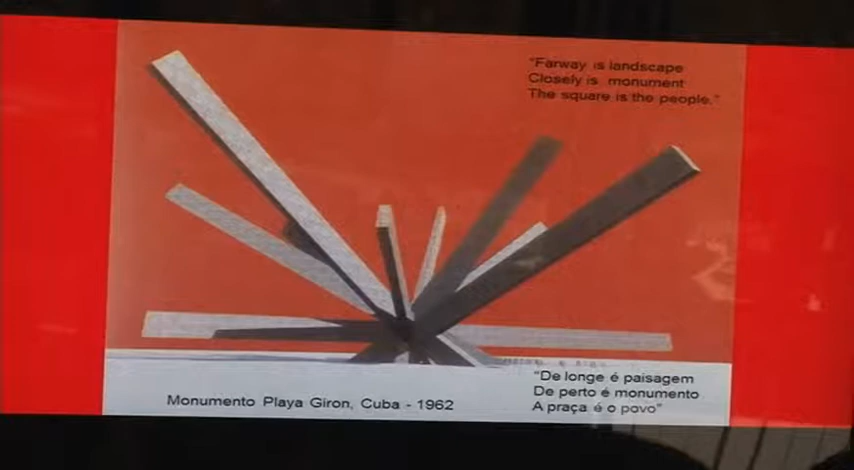 "Farway is landscape
Closely is monument
The square is the people."
"De longe é paisagem
De perto é monumento
A praça é o povo"
Monumento Playa Giron, Cuba - 1962